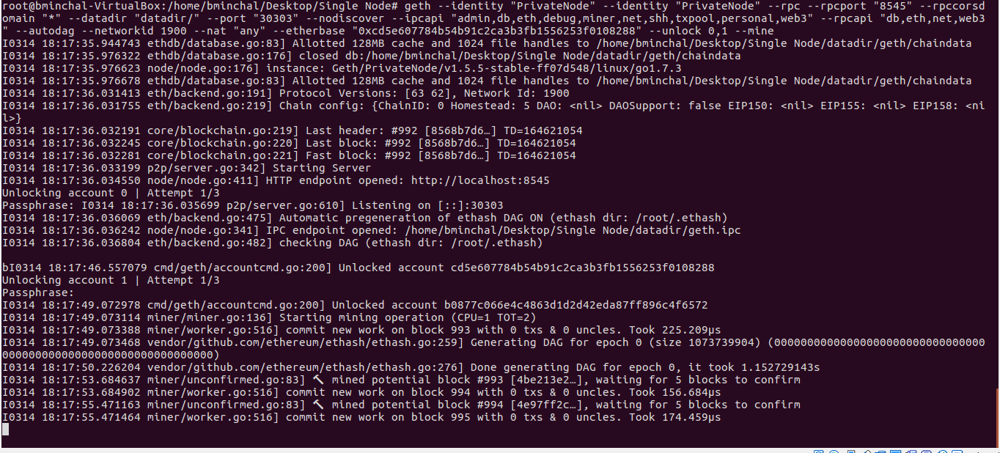 root@bminchal-VirtualBox:/home/bminchal/Desktop/Single Node# geth --identity "PrivateNode" --identity "PrivateNode" --rpc --rpcport "8545" --rpccorsd
omain "*" --datadir "datadir/" --port "30303" --nodiscover --ipcapi "admin,db,eth,debug,miner,net,shh,txpool,personal,web3" --rpcapi "db,eth,net,web3
" --autodag --networkid 1900 --nat "any" --etherbase "0xcd5e607784b54b91c2ca3b3fb1556253f0108288" --unlock 0,1 --mine
I0314 18:17:35.944743 ethdb/database.go:83] Allotted 128MB cache and 1024 file handles to /home/bminchal/Desktop/Single Node/datadir/geth/chaindata
I0314 18:17:35.976322 ethdb/database.go:176] closed db:/home/bminchal/Desktop/Single Node/datadir/geth/chaindata
I0314 18:17:35.976623 node/node.go:176] instance: Geth/PrivateNode/v1.5.5-stable-ff07d548/linux/go1.7.3
I0314 18:17:35.976678 ethdb/database.go:83] Allotted 128MB cache and 1024 file handles to /home/bminchal/Desktop/Single Node/datadir/geth/chaindata
I0314 18:17:36.031413 eth/backend.go:191] Protocol Versions: [63 62], Network Id: 1900
I0314 18:17:36.031755 eth/backend.go:219] Chain config: {ChainID: 0 Homestead: 5 DAO: <nil> DAOSupport: false EIP150: <nil> EIP155: <nil> EIP158: <ni
l>}
I0314 18:17:36.032191 core/blockchain.go:219] Last header: #992 [8568b7d6…] TD=164621054
I0314 18:17:36.032245 core/blockchain.go:220] Last block: #992 [8568b7d6…] TD=164621054
I0314 18:17:36.032281 core/blockchain.go:221] Fast block: #992 [8568b7d6…] TD=164621054
I0314 18:17:36.033199 p2p/server.go:342] Starting Server
I0314 18:17:36.034550 node/node.go:411] HTTP endpoint opened: http://localhost:8545
Unlocking account 0 | Attempt 1/3
Passphrase: I0314 18:17:36.035699 p2p/server.go:610] Listening on [::]:30303
I0314 18:17:36.036069 eth/backend.go:475] Automatic pregeneration of ethash DAG ON (ethash dir: /root/.ethash)
I0314 18:17:36.036242 node/node.go:341] IPC endpoint opened: /home/bminchal/Desktop/Single Node/datadir/geth.ipc
I0314 18:17:36.036804 eth/backend.go:482] checking DAG (ethash dir: /root/.ethash)
bI0314 18:17:46.557079 cmd/geth/accountcmd.go:200] Unlocked account cd5e607784b54b91c2ca3b3fb1556253f0108288
Unlocking account 1 | Attempt 1/3
Passphrase:
I0314 18:17:49.072978 cmd/geth/accountcmd.go:200] Unlocked account b0877c066e4c4863d1d2d42eda87ff896c4f6572
I0314 18:17:49.073114 miner/miner.go:136] Starting mining operation (CPU=1 TOT=2)
I0314 18:17:49.073388 miner/worker.go:516] commit new work on block 993 with 0 txs & 0 uncles. Took 225.209µs
I0314 18:17:49.073468 vendor/github.com/ethereum/ethash/ethash.go:259] Generating DAG for epoch 0 (size 1073739904) (00000000000000000000000000000000
00000000000000000000000000000000)
I0314 18:17:50.226204 vendor/github.com/ethereum/ethash/ethash.go:276] Done generating DAG for epoch 0, it took 1.152729143s
I0314 18:17:53.684637 miner/unconfirmed.go:83] 🔨 mined potential block #993 [4be213e2…], waiting for 5 blocks to confirm
I0314 18:17:53.684902 miner/worker.go:516] commit new work on block 994 with 0 txs & 0 uncles. Took 156.684µs
I0314 18:17:55.471163 miner/unconfirmed.go:83] 🔨 mined potential block #994 [4e97ff2c…], waiting for 5 blocks to confirm
I0314 18:17:55.471464 miner/worker.go:516] commit new work on block 995 with 0 txs & 0 uncles. Took 174.459µs